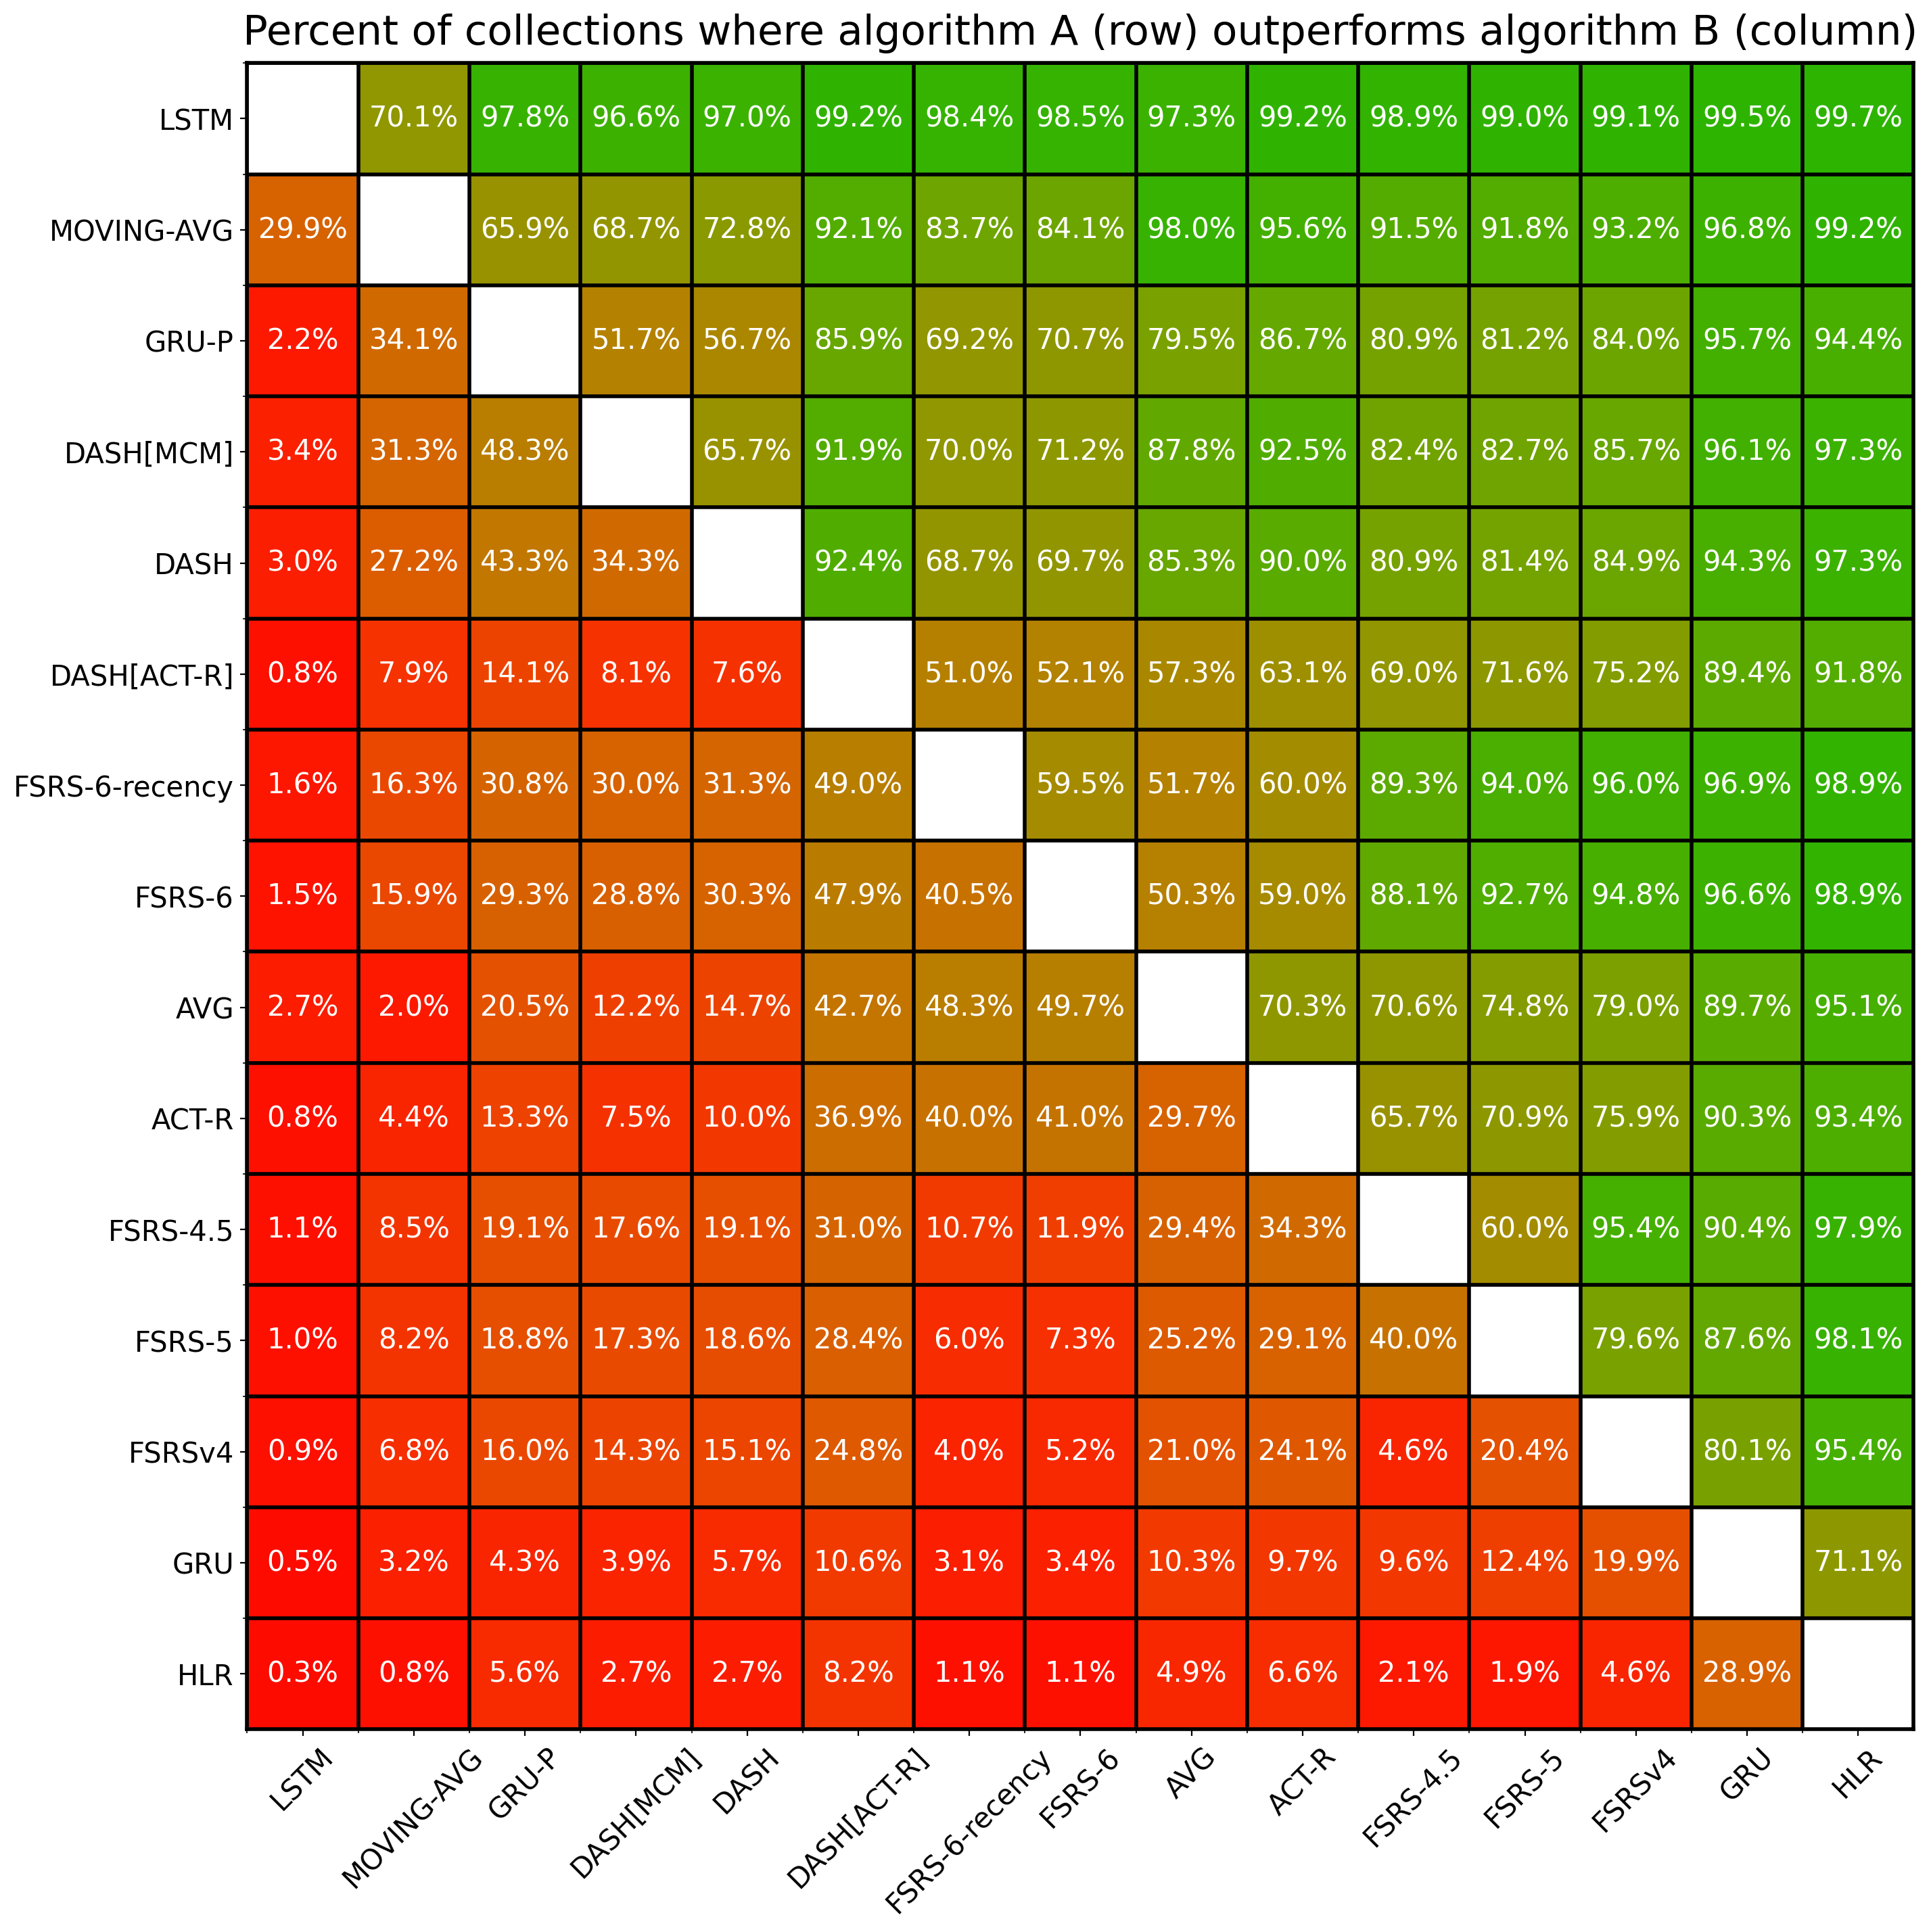 Percent of collections where algorithm A (row) outperforms algorithm B (column)
LSTM 70.1% 97.8% 96.6% 97.0% 99.2% 98.4% 98.5% 97.3% 99.2% 98.9% 99.0% 99.1% 99.5% 99.7%
MOVING-AVG 29.9% 65.9% 68.7% 72.8% 92.1% 83.7% 84.1% 98.0% 95.6% 91.5% 91.8% 93.2% 96.8% 99.2%
GRU-P 2.2% 34.1% 51.7% 56.7% 85.9% 69.2% 70.7% 79.5% 86.7% 80.9% 81.2% 84.0% 95.7% 94.4%
DASH[MCM] 3.4% 31.3% 48.3% 65.7% 91.9% 70.0% 71.2% 87.8% 92.5% 82.4% 82.7% 85.7% 96.1% 97.3%
DASH 3.0% 27.2% 43.3% 34.3% 92.4% 68.7% 69.7% 85.3% 90.0% 80.9% 81.4% 84.9% 94.3% 97.3%
DASH[ACT-R] 0.8% 7.9% 14.1% 8.1% 7.6% 51.0% 52.1% 57.3% 63.1% 69.0% 71.6% 75.2% 89.4% 91.8%
FSRS-6-recency 1.6% 16.3% 30.8% 30.0% 31.3% 49.0% 59.5% 51.7% 60.0% 89.3% 94.0% 96.0% 96.9% 98.9%
FSRS-6 1.5% 15.9% 29.3% 28.8% 30.3% 47.9% 40.5% 50.3% 59.0% 88.1% 92.7% 94.8% 96.6% 98.9%
AVG 2.7% 2.0% 20.5% 12.2% 14.7% 42.7% 48.3% 49.7% 70.3% 70.6% 74.8% 79.0% 89.7% 95.1%
ACT-R 0.8% 4.4% 13.3% 7.5% 10.0% 36.9% 40.0% 41.0% 29.7% 65.7% 70.9% 75.9% 90.3% 93.4%
FSRS-4.5 1.1% 8.5% 19.1% 17.6% 19.1% 31.0% 10.7% 11.9% 29.4% 34.3% 60.0% 95.4% 90.4% 97.9%
FSRS-5 1.0% 8.2% 18.8% 17.3% 18.6% 28.4% 6.0% 7.3% 25.2% 29.1% 40.0% 79.6% 87.6% 98.1%
FSRSv4 0.9% 6.8% 16.0% 14.3% 15.1% 24.8% 4.0% 5.2% 21.0% 24.1% 4.6% 20.4% 80.1% 95.4%
GRU 0.5% 3.2% 4.3% 3.9% 5.7% 10.6% 3.1% 3.4% 10.3% 9.7% 9.6% 12.4% 19.9% 71.1%
HLR 0.3% 0.8% 5.6% 2.7% 2.7% 8.2% 1.1% 1.1% 4.9% 6.6% 2.1% 1.9% 4.6% 28.9%
LSTM MOVING-AVG GRU-P DASH[MCM] DASH DASH[ACT-R] FSRS-6-recency FSRS-6 AVG ACT-R FSRS-4.5 FSRS-5 FSRSv4 GRU HLR